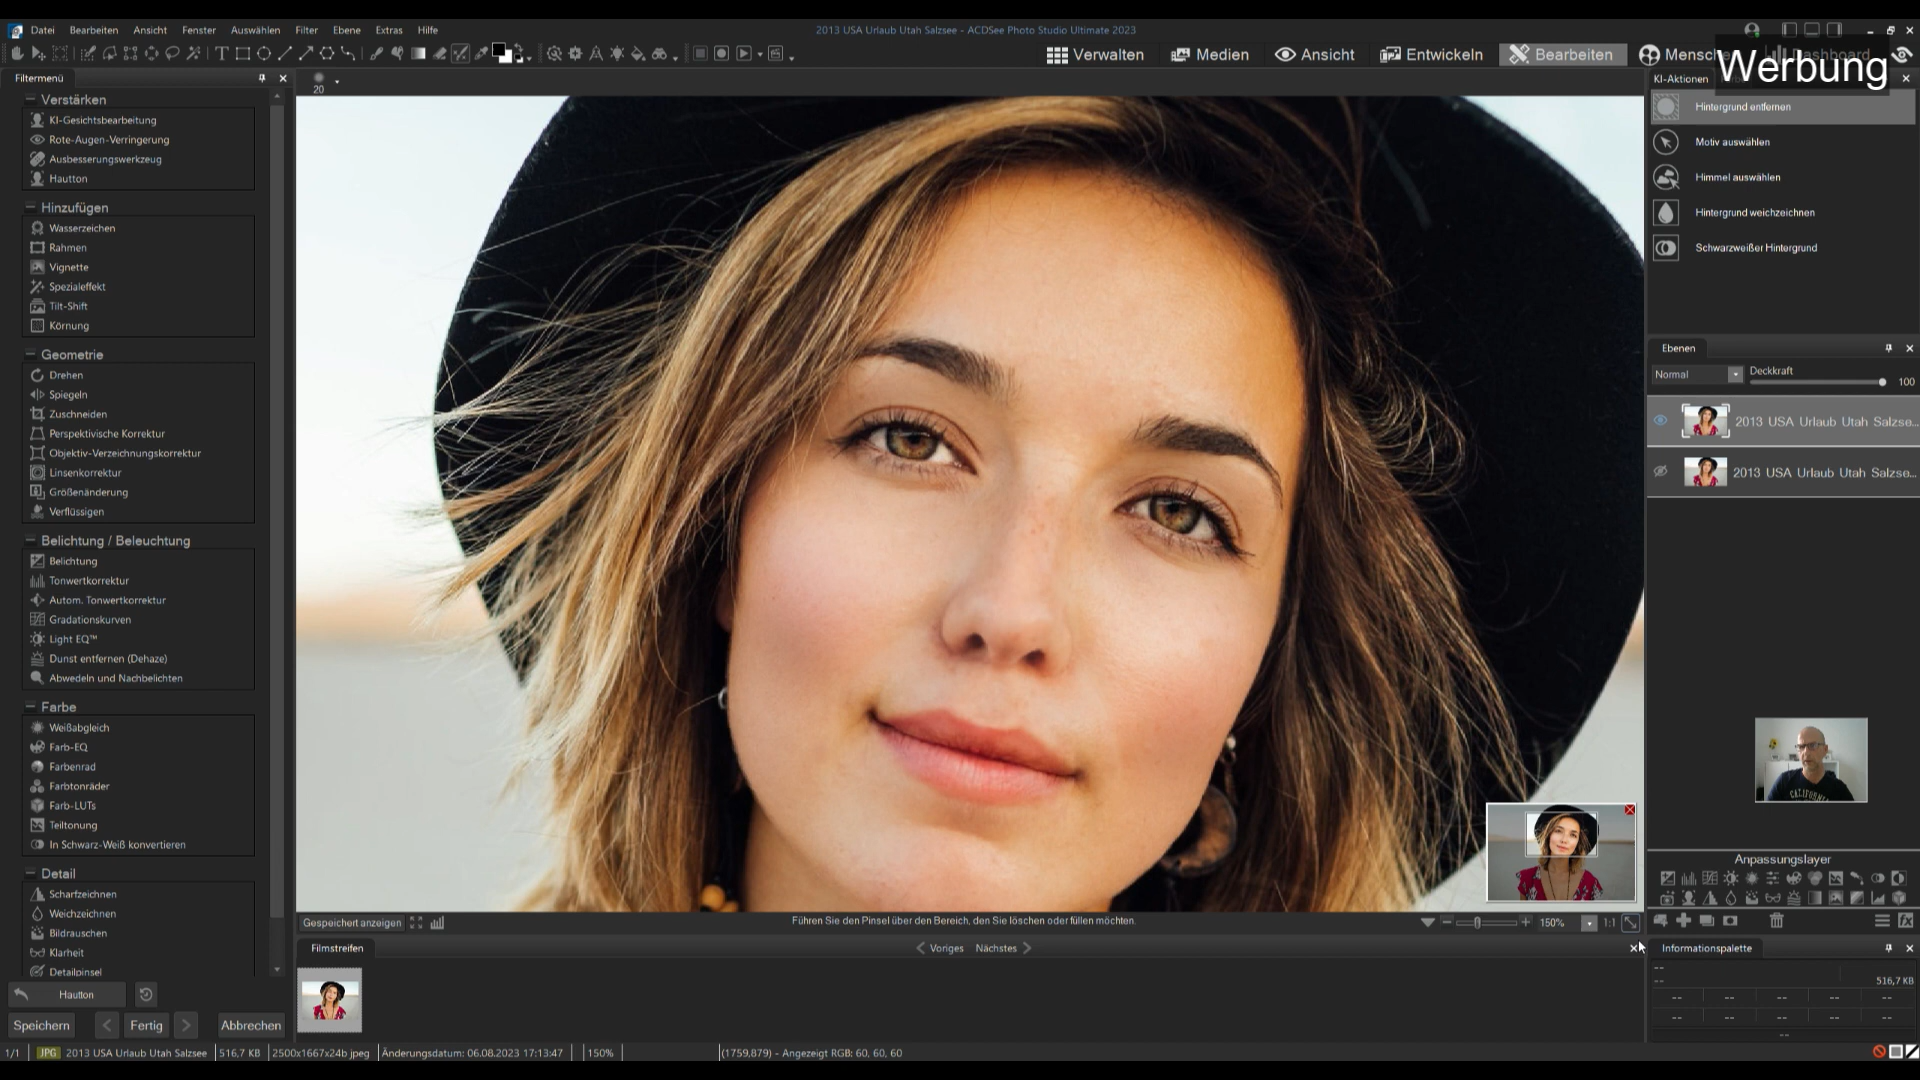 Datei Bearbeiten Ansicht Fenster Auswählen Filter Ebene Extras Hilfe
2013 USA Urlaub Utah Salzsee - ACDSee Photo Studio Ultimate 2023
Verwalten Medien Ansicht Entwickeln Bearbeiten
Werbung
Filtermenü
20
Verstärken
KI-Gesichtsbearbeitung
Rote-Augen-Verringerung
Ausbesserungswerkzeug
Hautton
Hinzufügen
Wasserzeichen
Rahmen
Vignette
Spezialeffekt
Tilt-Shift
Körnung
Geometrie
Drehen
Spiegeln
Zuschneiden
Perspektivische Korrektur
Objektiv-Verzeichnungskorrektur
Linsenkorrektur
Größenänderung
Verflüssigen
Belichtung / Beleuchtung
Belichtung
Tonwertkorrektur
Autom. Tonwertkorrektur
Gradationskurven
Light EQ™
Dunst entfernen (Dehaze)
Abwedeln und Nachbelichten
Farbe
Weißabgleich
Farb-EQ
Farbenrad
Farbtonräder
Farb-LUTs
Teiltonung
In Schwarz-Weiß konvertieren
Detail
Scharfzeichnen
Weichzeichnen
Bildrauschen
Klarheit
Detailpinsel
Hautton
Speichern Fertig Abbrechen
KI-Aktionen
Hintergrund entfernen
Motiv auswählen
Himmel auswählen
Hintergrund weichzeichnen
Schwarzweißer Hintergrund
Ebenen
Normal Deckkraft 100
2013 USA Urlaub Utah Salzse...
2013 USA Urlaub Utah Salzse...
CALIFORNIA
Anpassungslayer
Gespeichert anzeigen
Führen Sie den Pinsel über den Bereich, den Sie löschen oder füllen möchten.
150% 1:1
Filmstreifen
Voriges Nächstes
Informationspalette
--
-- 516,7 KB
-- -- -- -- --
-- -- -- -- --
--
1/1 JPG 2013 USA Urlaub Utah Salzsee 516,7 KB 2500x1667x24b jpeg Änderungsdatum: 06.08.2023 17:13:47 150% (1759,879) - Angezeigt RGB: 60, 60, 60